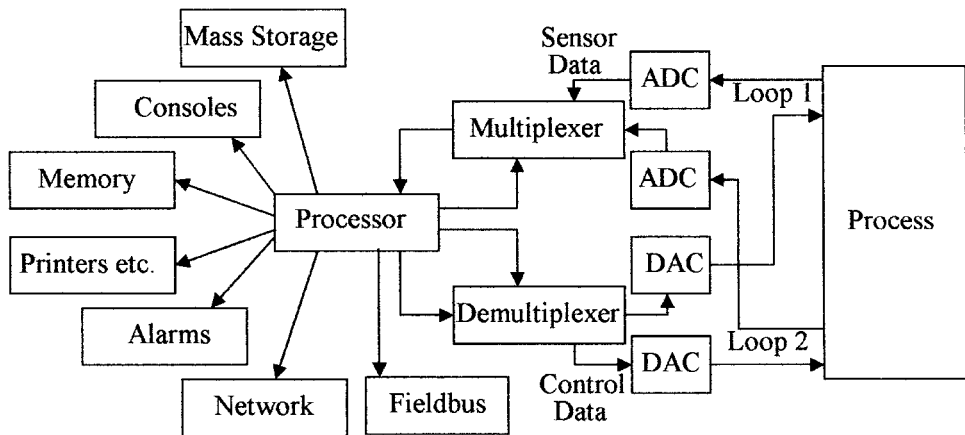 Mass Storage
Sensor
Data
ADC
Loop 1
Consoles
Multiplexer
Memory
ADC
Processor
Process
Printers etc.
DAC
Alarms
Demultiplexer
Loop 2
DAC
Control
Data
Network
Fieldbus